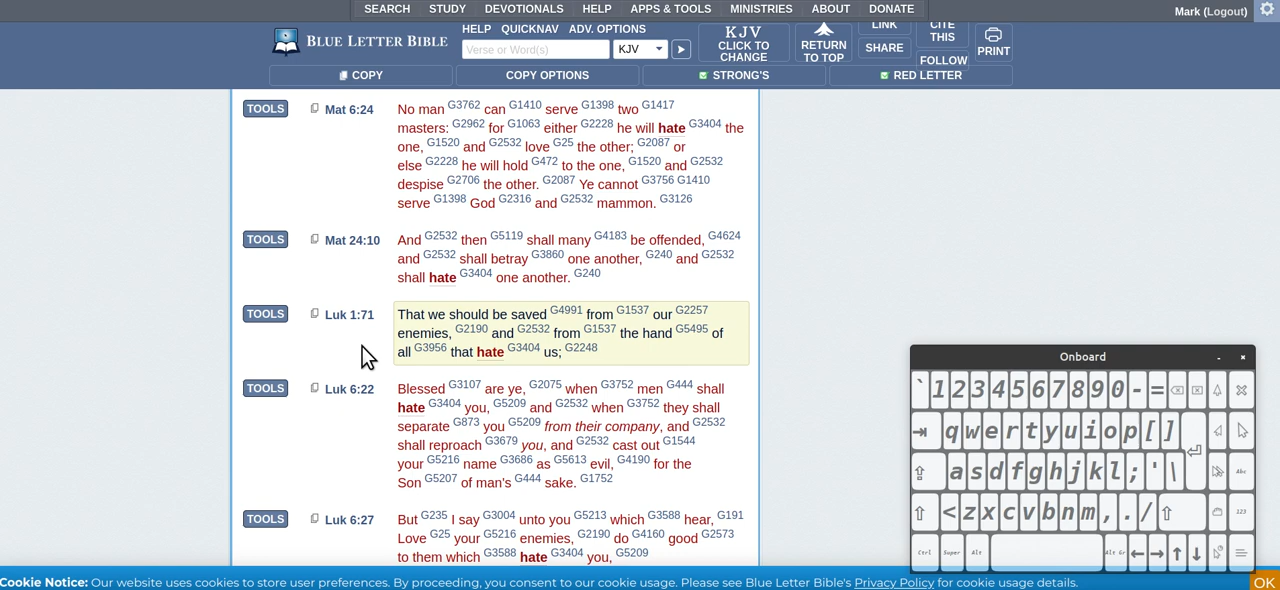 SEARCH STUDY DEVOTIONALS HELP APPS & TOOLS MINISTRIES ABOUT DONATE
Mark (Logout)
BLUE LETTER BIBLE
HELP QUICKNAV ADV. OPTIONS
Verse or Word(s) KJV
KJV
CLICK TO
CHANGE
RETURN
TO TOP
LINK
SHARE
CITE
THIS
FOLLOW
PRINT
COPY COPY OPTIONS STRONG'S RED LETTER
TOOLS Mat 6:24 No man G3762 can G1410 serve G1398 two G1417
masters: G2962 for G1063 either G2228 he will hate G3404 the
one, G1520 and G2532 love G25 the other; G2087 or
else G2228 he will hold G472 to the one, G1520 and G2532
despise G2706 the other. G2087 Ye cannot G3756 G1410
serve G1398 God G2316 and G2532 mammon. G3126
TOOLS Mat 24:10 And G2532 then G5119 shall many G4183 be offended, G4624
and G2532 shall betray G3860 one another, G240 and G2532
shall hate G3404 one another. G240
TOOLS Luk 1:71 That we should be saved G4991 from G1537 our G2257
enemies, G2190 and G2532 from G1537 the hand G5495 of
all G3956 that hate G3404 us; G2248
TOOLS Luk 6:22 Blessed G3107 are ye, G2075 when G3752 men G444 shall
hate G3404 you, G5209 and G2532 when G3752 they shall
separate G873 you G5209 from their company, and G2532
shall reproach G3679 you, and G2532 cast out G1544
your G5216 name G3686 as G5613 evil, G4190 for the
Son G5207 of man's G444 sake. G1752
TOOLS Luk 6:27 But G235 I say G3004 unto you G5213 which G3588 hear, G191
Love G25 your G5216 enemies, G2190 do G4160 good G2573
to them which G3588 hate G3404 you, G5209
Onboard - ×
` 1 2 3 4 5 6 7 8 9 0 - =
q w e r t y u i o p [ ]
a s d f g h j k l ; ' \ Abc
< z x c v b n m , . / 123
Ctrl Super Alt Alt Gr
Cookie Notice: Our website uses cookies to store user preferences. By proceeding, you consent to our cookie usage. Please see Blue Letter Bible's Privacy Policy for cookie usage details. OK